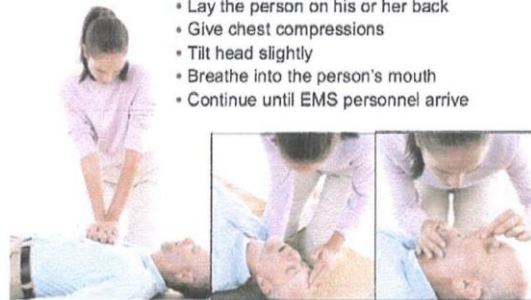 • Lay the person on his or her back
• Give chest compressions
• Tilt head slightly
• Breathe into the person's mouth
• Continue until EMS personnel arrive